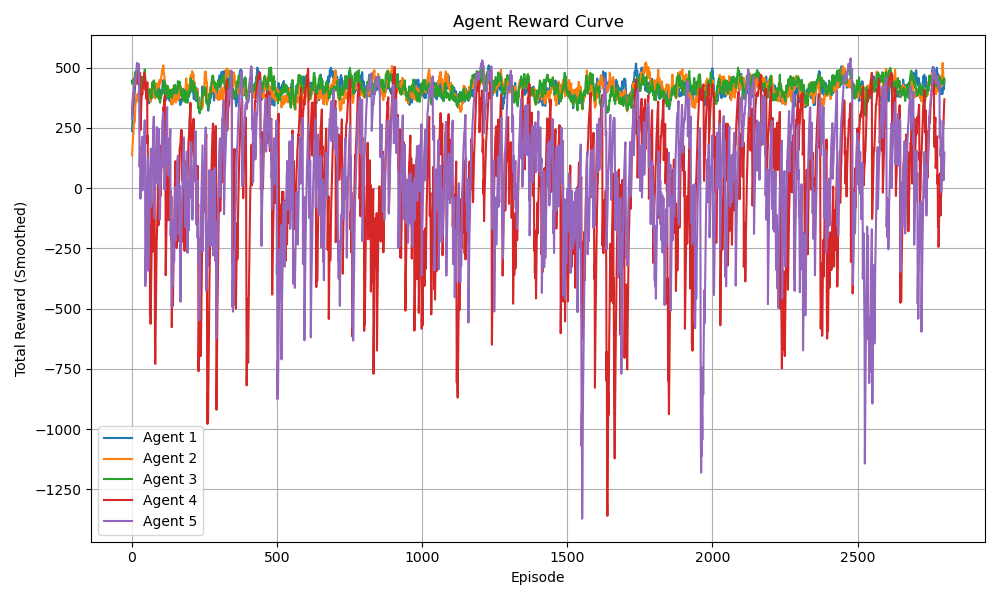 Agent Reward Curve
Total Reward (Smoothed)
500
250
0
−250
−500
−750
−1000
−1250
Agent 1
Agent 2
Agent 3
Agent 4
Agent 5
0 500 1000 1500 2000 2500
Episode